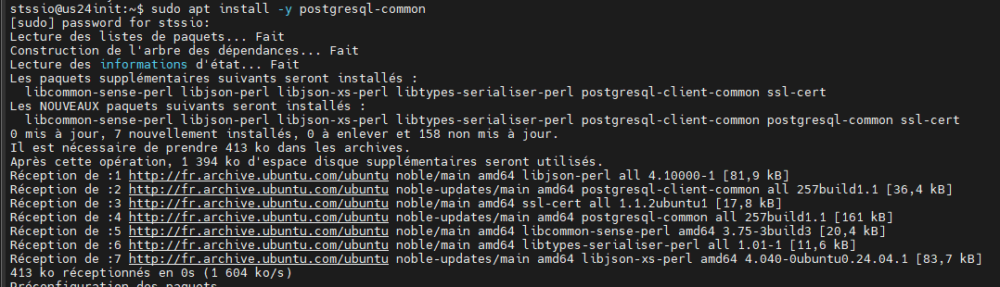 stssio@us24init:~$ sudo apt install -y postgresql-common
[sudo] password for stssio:
Lecture des listes de paquets... Fait
Construction de l'arbre des dépendances... Fait
Lecture des informations d'état... Fait
Les paquets supplémentaires suivants seront installés :
  libcommon-sense-perl libjson-perl libjson-xs-perl libtypes-serialiser-perl postgresql-client-common ssl-cert
Les NOUVEAUX paquets suivants seront installés :
  libcommon-sense-perl libjson-perl libjson-xs-perl libtypes-serialiser-perl postgresql-client-common postgresql-common ssl-cert
0 mis à jour, 7 nouvellement installés, 0 à enlever et 158 non mis à jour.
Il est nécessaire de prendre 413 ko dans les archives.
Après cette opération, 1 394 ko d'espace disque supplémentaires seront utilisés.
Réception de :1 http://fr.archive.ubuntu.com/ubuntu noble/main amd64 libjson-perl all 4.10000-1 [81,9 kB]
Réception de :2 http://fr.archive.ubuntu.com/ubuntu noble-updates/main amd64 postgresql-client-common all 257build1.1 [36,4 kB]
Réception de :3 http://fr.archive.ubuntu.com/ubuntu noble/main amd64 ssl-cert all 1.1.2ubuntu1 [17,8 kB]
Réception de :4 http://fr.archive.ubuntu.com/ubuntu noble-updates/main amd64 postgresql-common all 257build1.1 [161 kB]
Réception de :5 http://fr.archive.ubuntu.com/ubuntu noble/main amd64 libcommon-sense-perl amd64 3.75-3build3 [20,4 kB]
Réception de :6 http://fr.archive.ubuntu.com/ubuntu noble/main amd64 libtypes-serialiser-perl all 1.01-1 [11,6 kB]
Réception de :7 http://fr.archive.ubuntu.com/ubuntu noble-updates/main amd64 libjson-xs-perl amd64 4.040-0ubuntu0.24.04.1 [83,7 kB]
413 ko réceptionnés en 0s (1 604 ko/s)
Préconfiguration des paquets